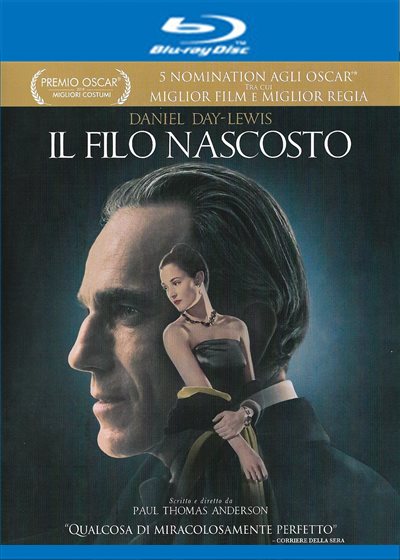 Blu-ray Disc
PREMIO OSCAR®
MIGLIORI COSTUMI
5 NOMINATION AGLI OSCAR®
TRA CUI
MIGLIOR FILM E MIGLIOR REGIA
DANIEL DAY-LEWIS
IL FILO NASCOSTO
Scritto e diretto da
PAUL THOMAS ANDERSON
"QUALCOSA DI MIRACOLOSAMENTE PERFETTO"
- CORRIERE DELLA SERA